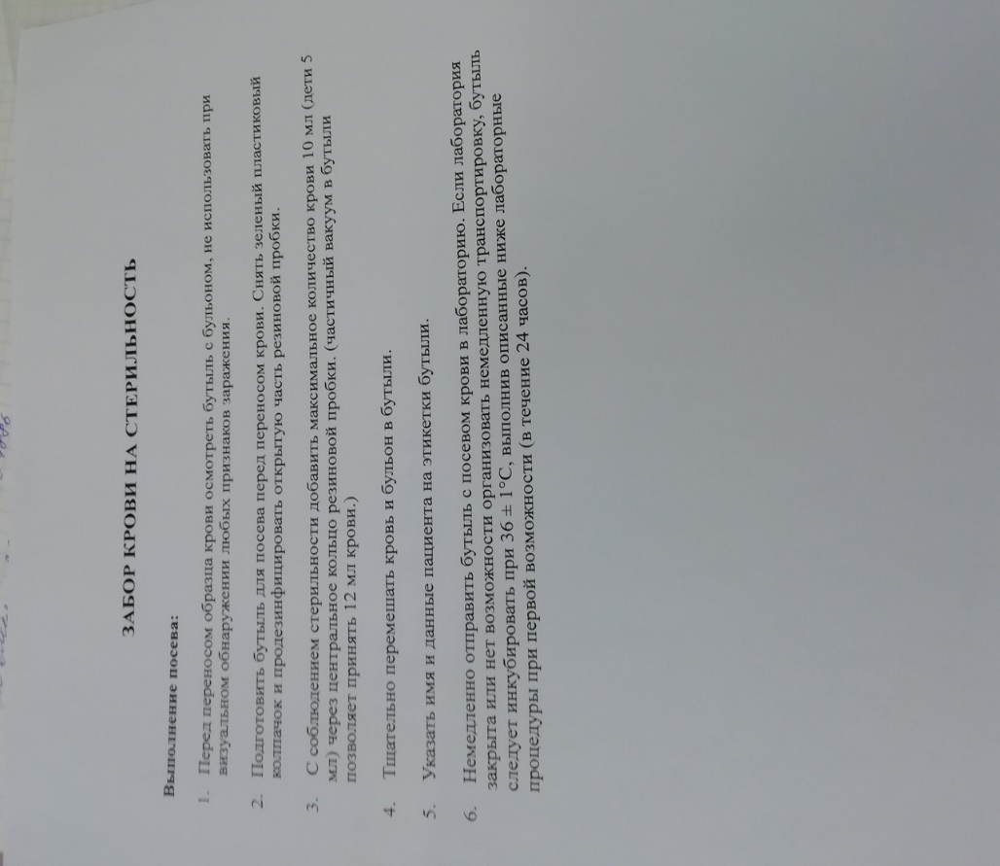 ЗАБОР КРОВИ НА СТЕРИЛЬНОСТЬ
Выполнение посева:
1. Перед переносом образца крови осмотреть бутыль с бульоном, не использовать при
визуальном обнаружении любых признаков заражения.
2. Подготовить бутыль для посева перед переносом крови. Снять зеленый пластиковый
колпачок и продезинфицировать открытую часть резиновой пробки.
3. С соблюдением стерильности добавить максимальное количество крови 10 мл (дети 5
мл) через центральное кольцо резиновой пробки. (частичный вакуум в бутыли
позволяет принять 12 мл крови.)
4. Тщательно перемешать кровь и бульон в бутыли.
5. Указать имя и данные пациента на этикетки бутыли.
6. Немедленно отправить бутыль с посевом крови в лабораторию. Если лаборатория
закрыта или нет возможности организовать немедленную транспортировку, бутыль
следует инкубировать при 36 ± 1°С, выполнив описанные ниже лабораторные
процедуры при первой возможности (в течение 24 часов).